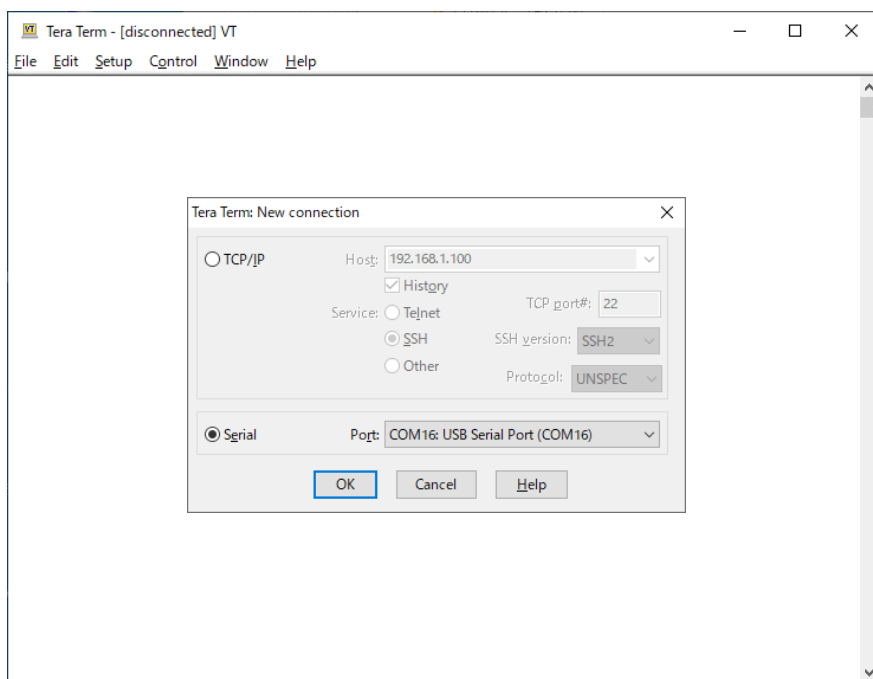 VT Tera Term - [disconnected] VT
File Edit Setup Control Window Help
Tera Term: New connection
TCP/IP Host: 192.168.1.100
History
Service: Telnet TCP port#: 22
SSH SSH version: SSH2
Other Protocol: UNSPEC
Serial Port: COM16: USB Serial Port (COM16)
OK Cancel Help